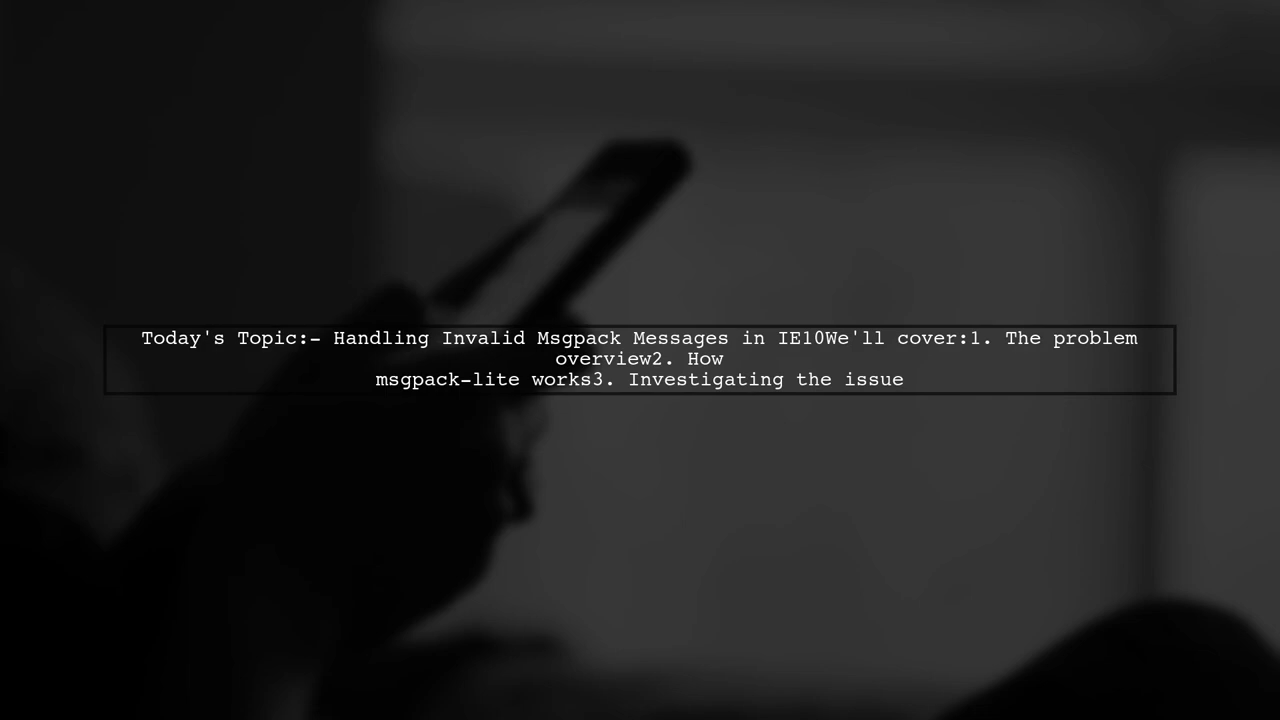 Today's Topic:- Handling Invalid Msgpack Messages in IE10We'll cover:1. The problem
overview2. How
msgpack-lite works3. Investigating the issue